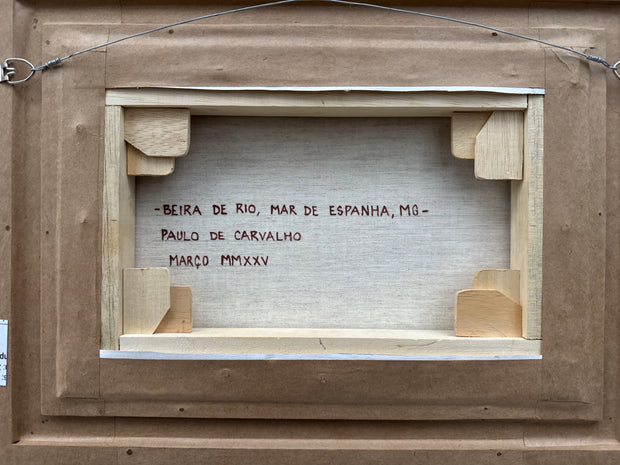 -BEIRA DE RIO, MAR DE ESPANHA, MG-
PAULO DE CARVALHO
MARÇO MMXXV